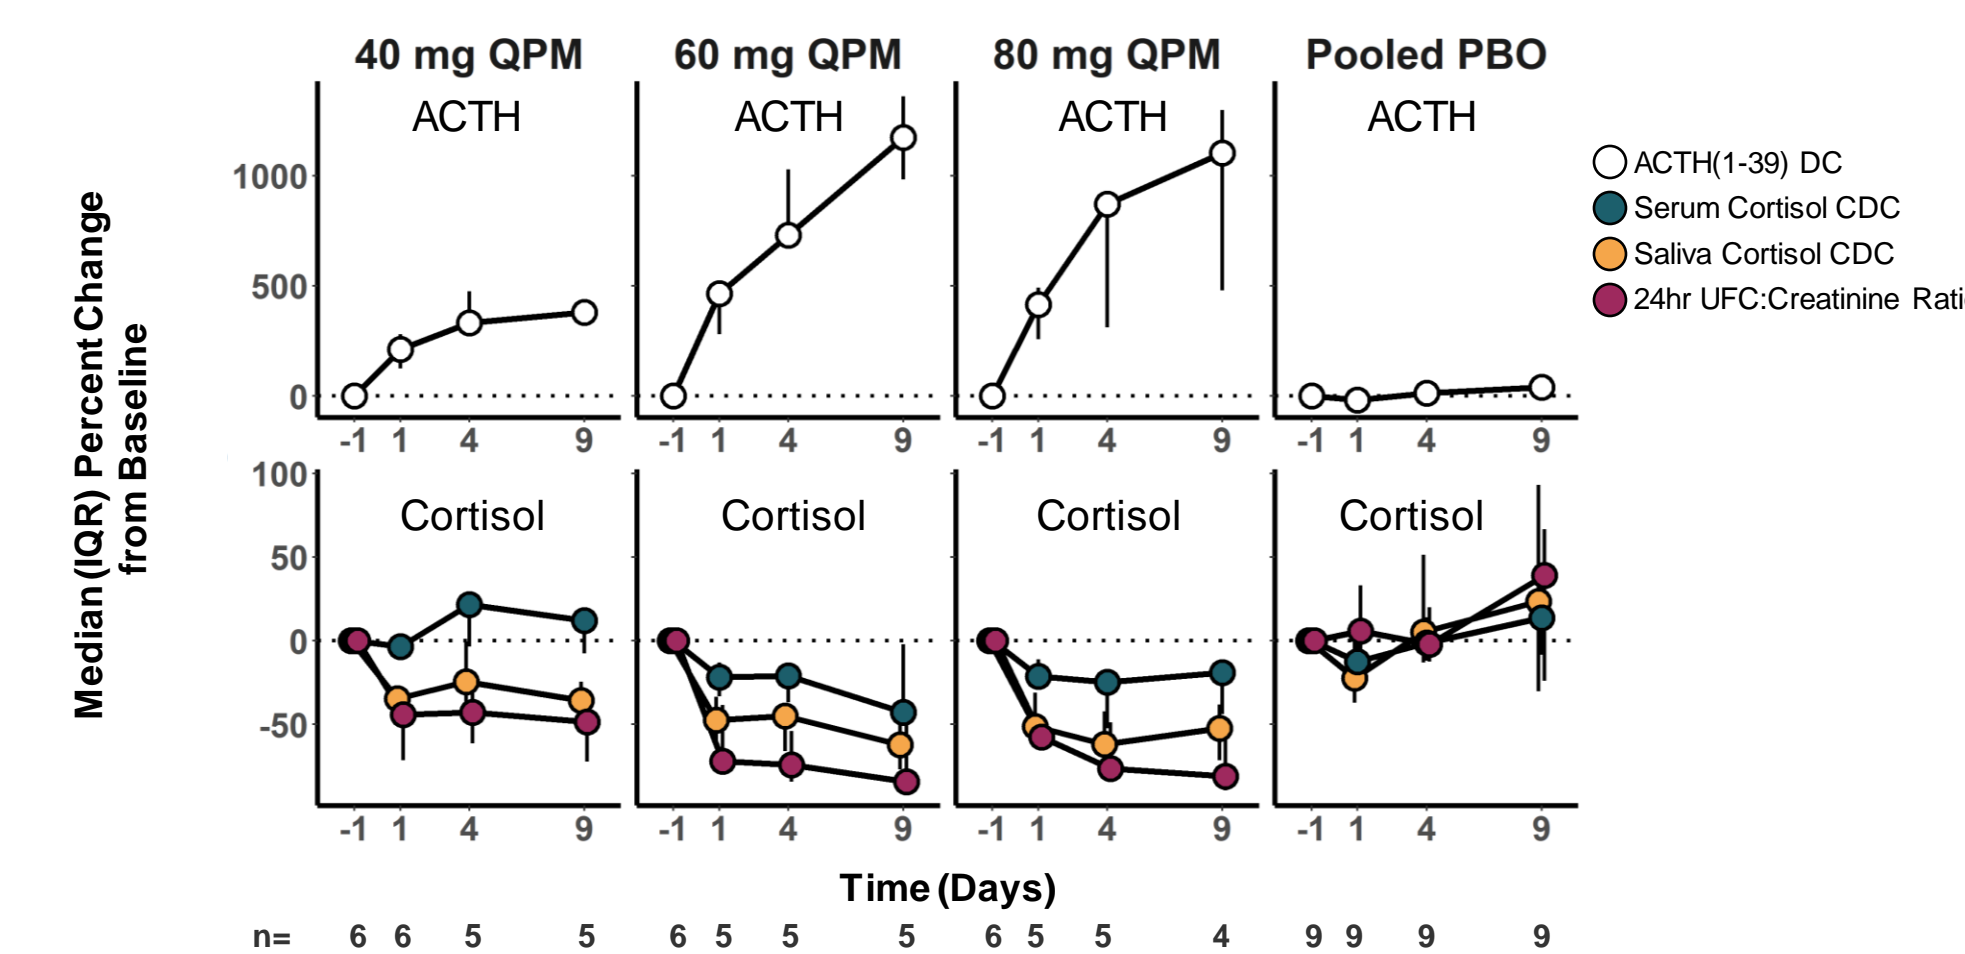 40 mg QPM 60 mg QPM 80 mg QPM Pooled PBO
ACTH ACTH ACTH ACTH
1000
500
0
-1 1 4 9 -1 1 4 9 -1 1 4 9 -1 1 4 9
ACTH(1-39) DC
Serum Cortisol CDC
Saliva Cortisol CDC
24hr UFC:Creatinine Rati
Median (IQR) Percent Change
from Baseline
100
Cortisol Cortisol Cortisol Cortisol
50
0
-50
-1 1 4 9 -1 1 4 9 -1 1 4 9 -1 1 4 9
Time (Days)
n= 6 6 5 5 6 5 5 5 6 5 5 4 9 9 9 9